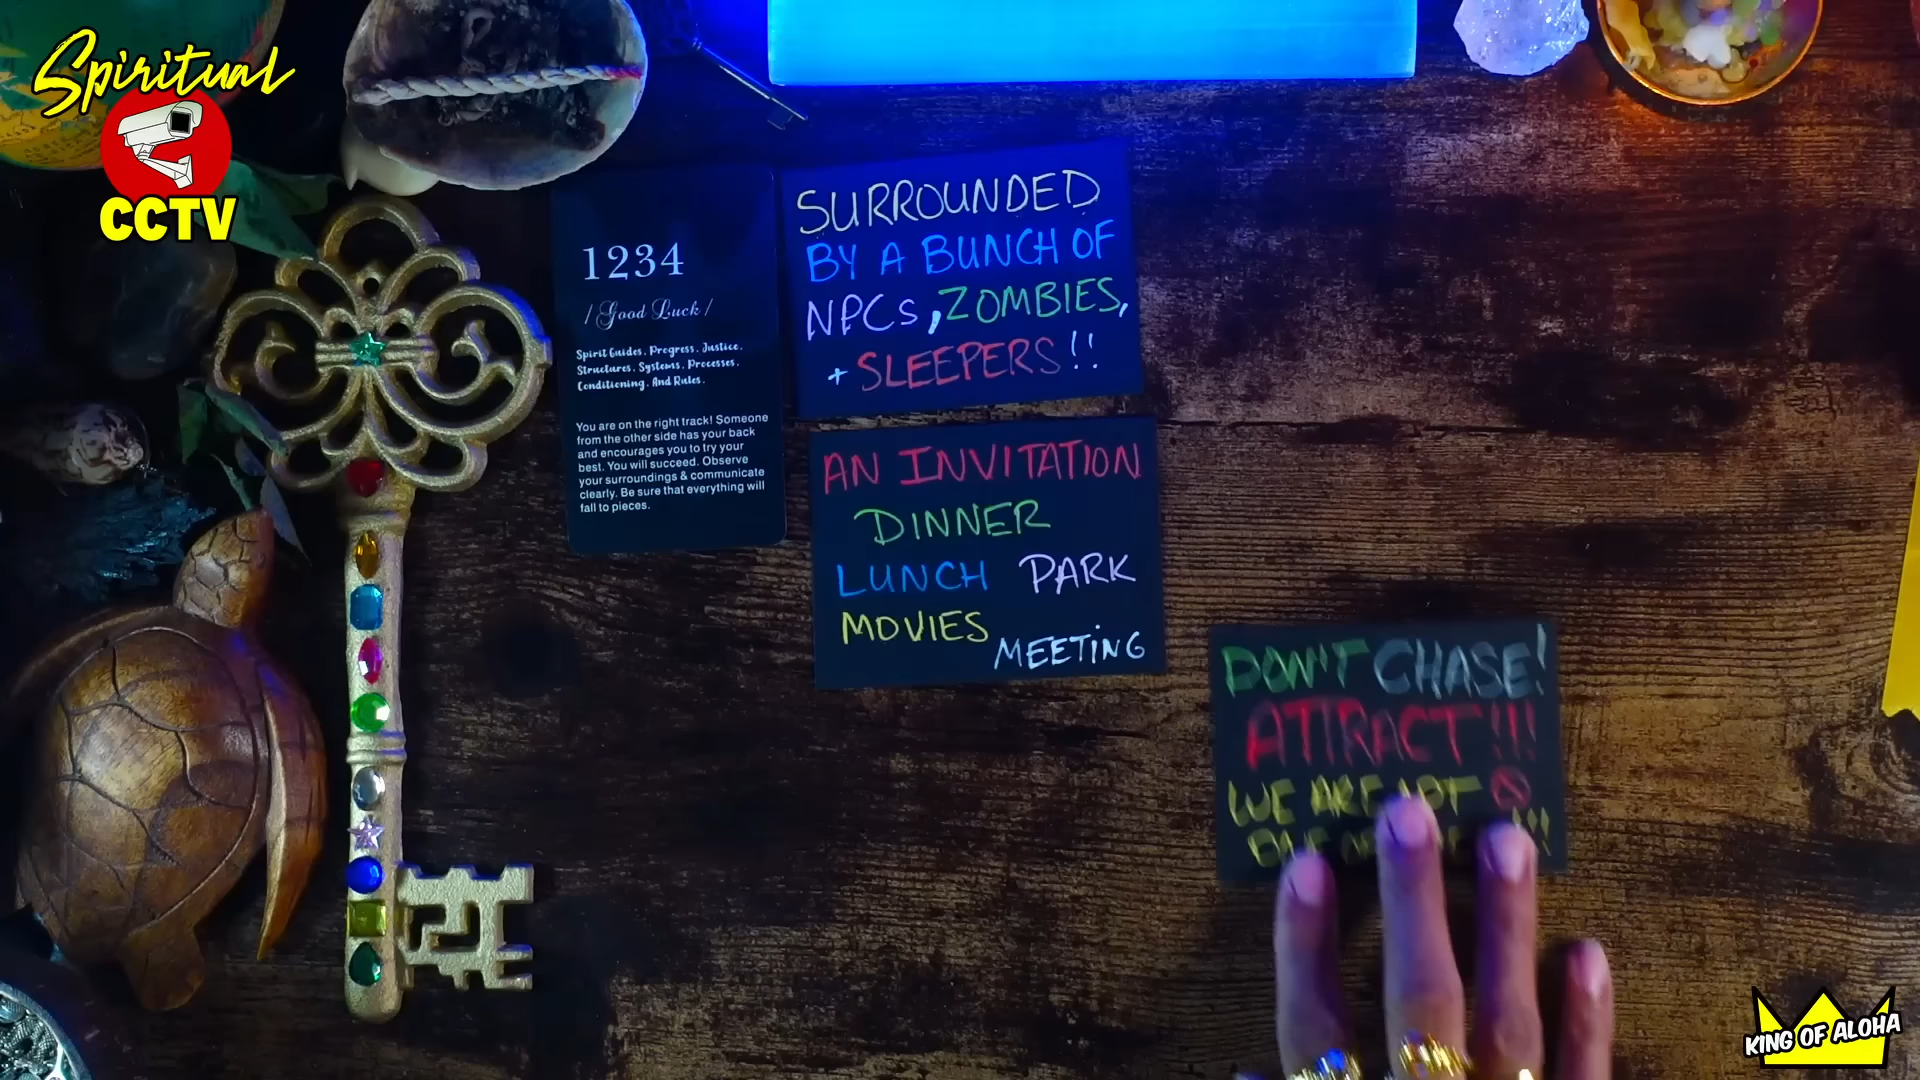 Spiritual
CCTV
1234
/Good Luck/
Spirit Guides. Progress. Justice.
Structures. Systems. Processes.
Conditioning. And Rules.
You are on the right track! Someone
from the other side has your back
and encourages you to try your
best. You will succeed. Observe
your surroundings & communicate
clearly. Be sure that everything will
fall to pieces.
SURROUNDED
BY A BUNCH OF
NPCs, ZOMBIES,
+ SLEEPERS!!
AN INVITATION
DINNER
LUNCH PARK
MOVIES
MEETING
DON'T CHASE!
ATTRACT!!!
WE ARE NOT
KING OF ALOHA